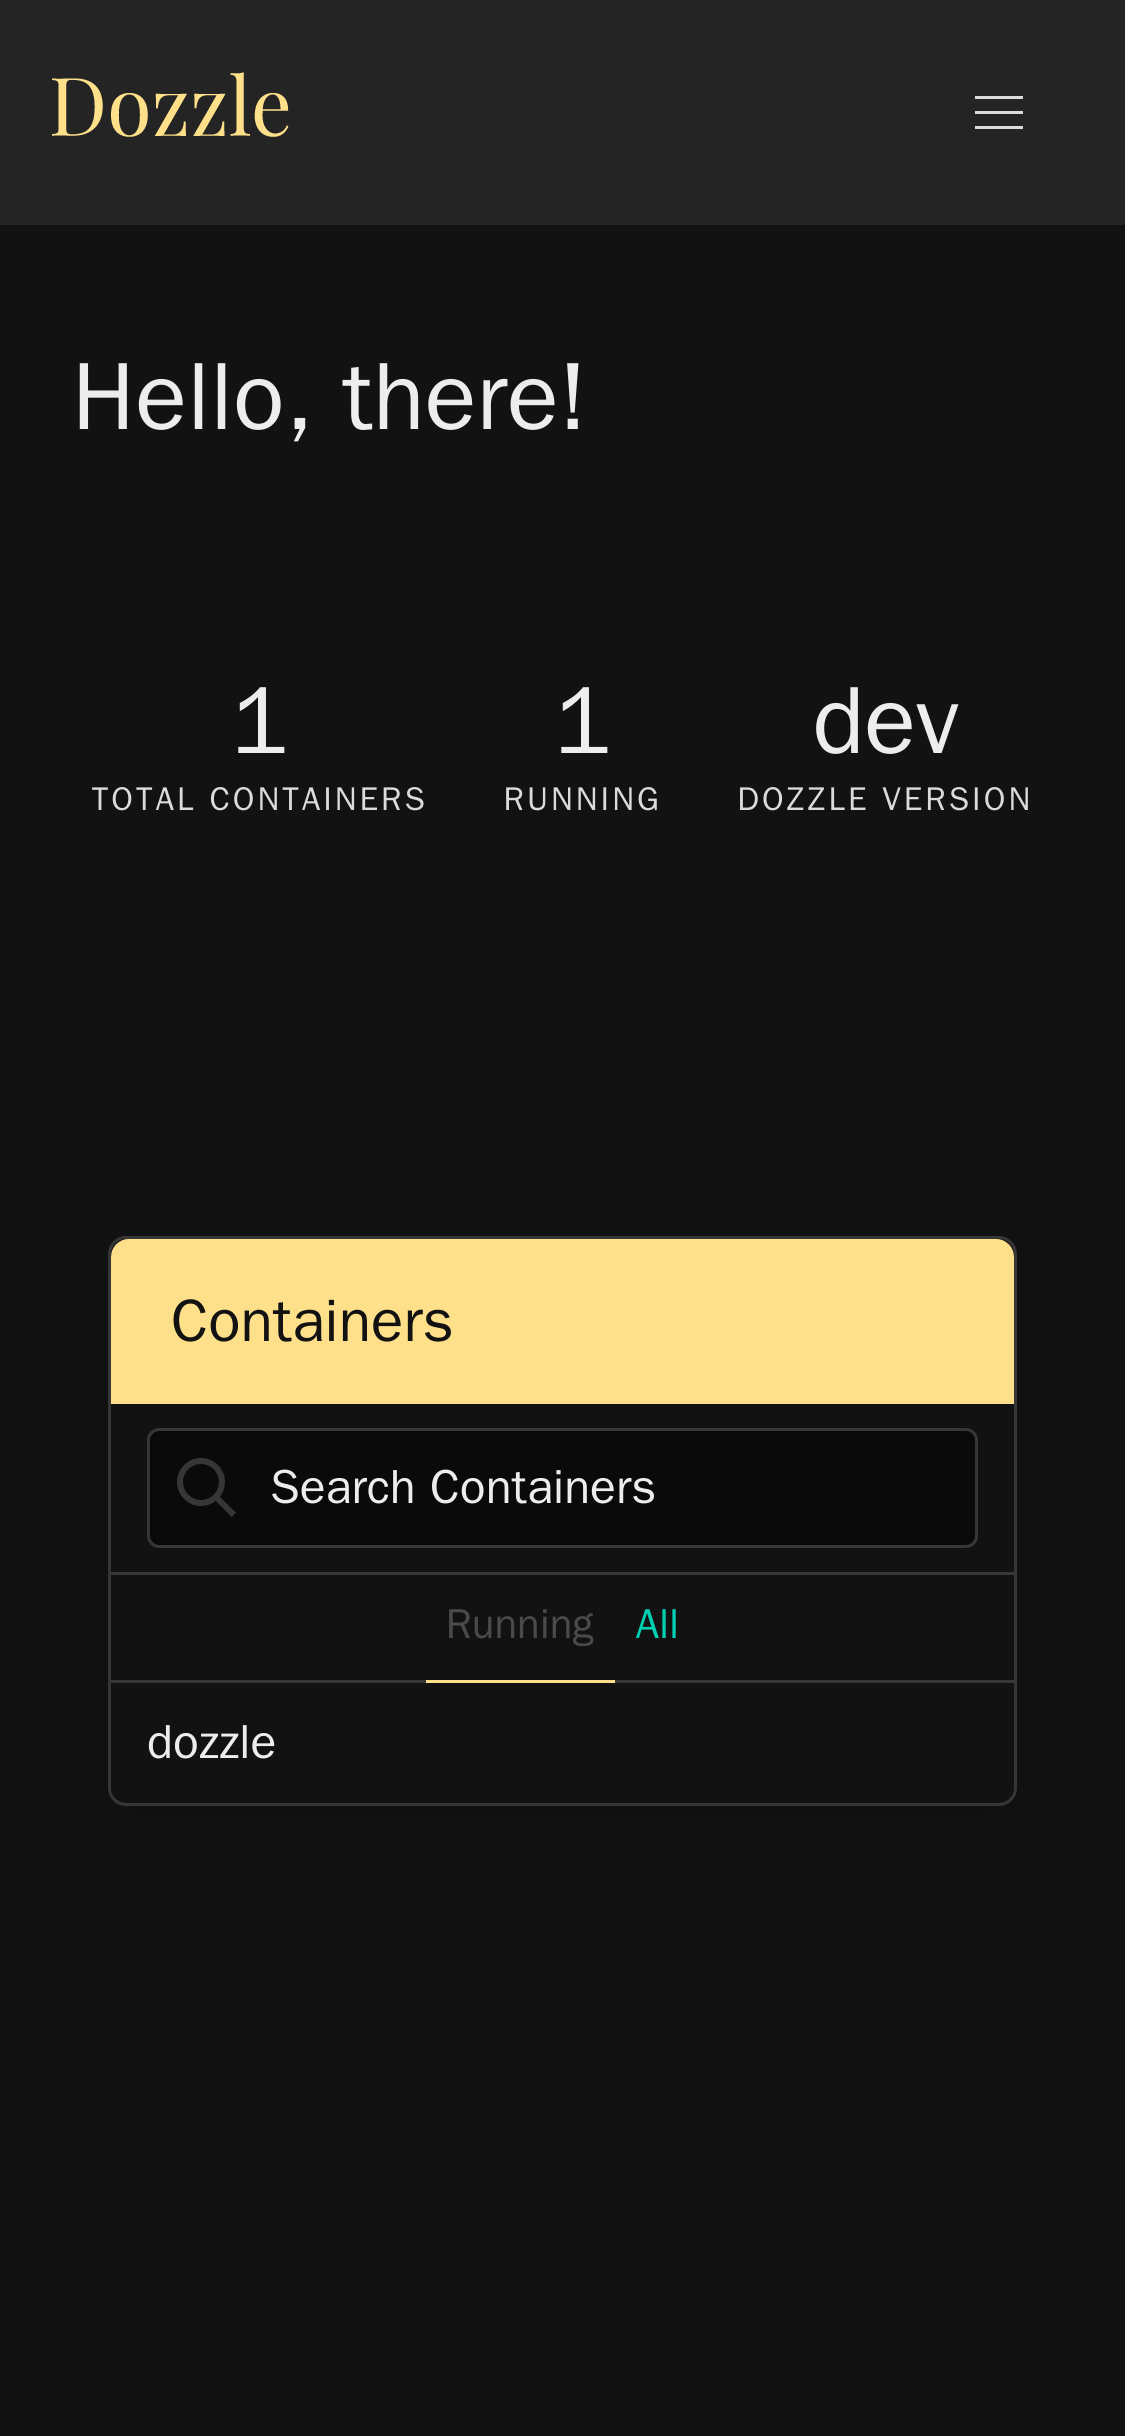 Dozzle
Hello, there!
1 1 dev
TOTAL CONTAINERS RUNNING DOZZLE VERSION
Containers
Search Containers
Running All
dozzle